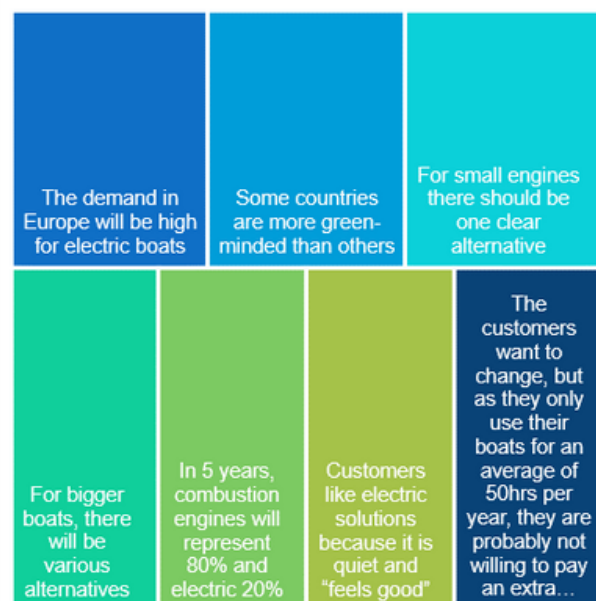 The demand in
Europe will be high
for electric boats
Some countries
are more green-
minded than others
For small engines
there should be
one clear
alternative
For bigger
boats, there
will be
various
alternatives
In 5 years,
combustion
engines will
represent
80% and
electric 20%
Customers
like electric
solutions
because it is
quiet and
“feels good”
The
customers
want to
change, but
as they only
use their
boats for an
average of
50hrs per
year, they are
probably not
willing to pay
an extra…